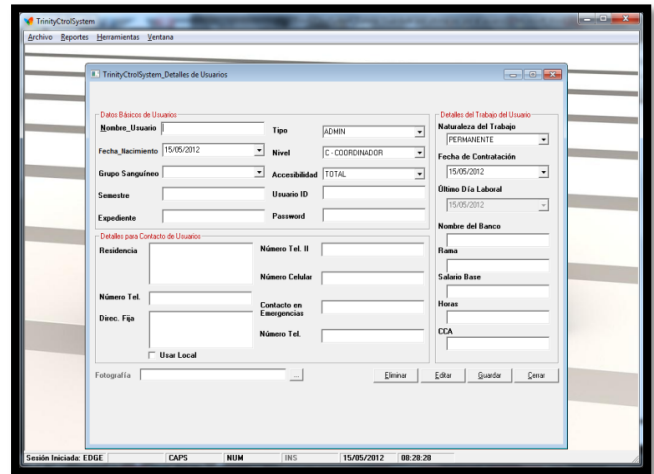 TrinityCtrolSystem
Archivo Reportes Herramientas Ventana
TrinityCtrolSystem_Detalles de Usuarios
Datos Básicos de Usuarios
Nombre_Usuario
Fecha_Nacimiento 15/05/2012
Grupo Sanguíneo
Semestre
Expediente
Tipo ADMIN
Nivel C - COORDINADOR
Accesibilidad TOTAL
Usuario ID
Password
Detalles del Trabajo del Usuario
Naturaleza del Trabajo
PERMANENTE
Fecha de Contratación
15/05/2012
Último Día Laboral
15/05/2012
Nombre del Banco
Rama
Salario Base
Horas
CCA
Detalles para Contacto de Usuarios
Residencia
Número Tel.
Direc. Fija
Usar Local
Número Tel. II
Número Celular
Contacto en
Emergencias
Número Tel.
Fotografía ...
Eliminar Editar Guardar Cerrar
Sesión Iniciada: EDGE CAPS NUM INS 15/05/2012 08:28:28